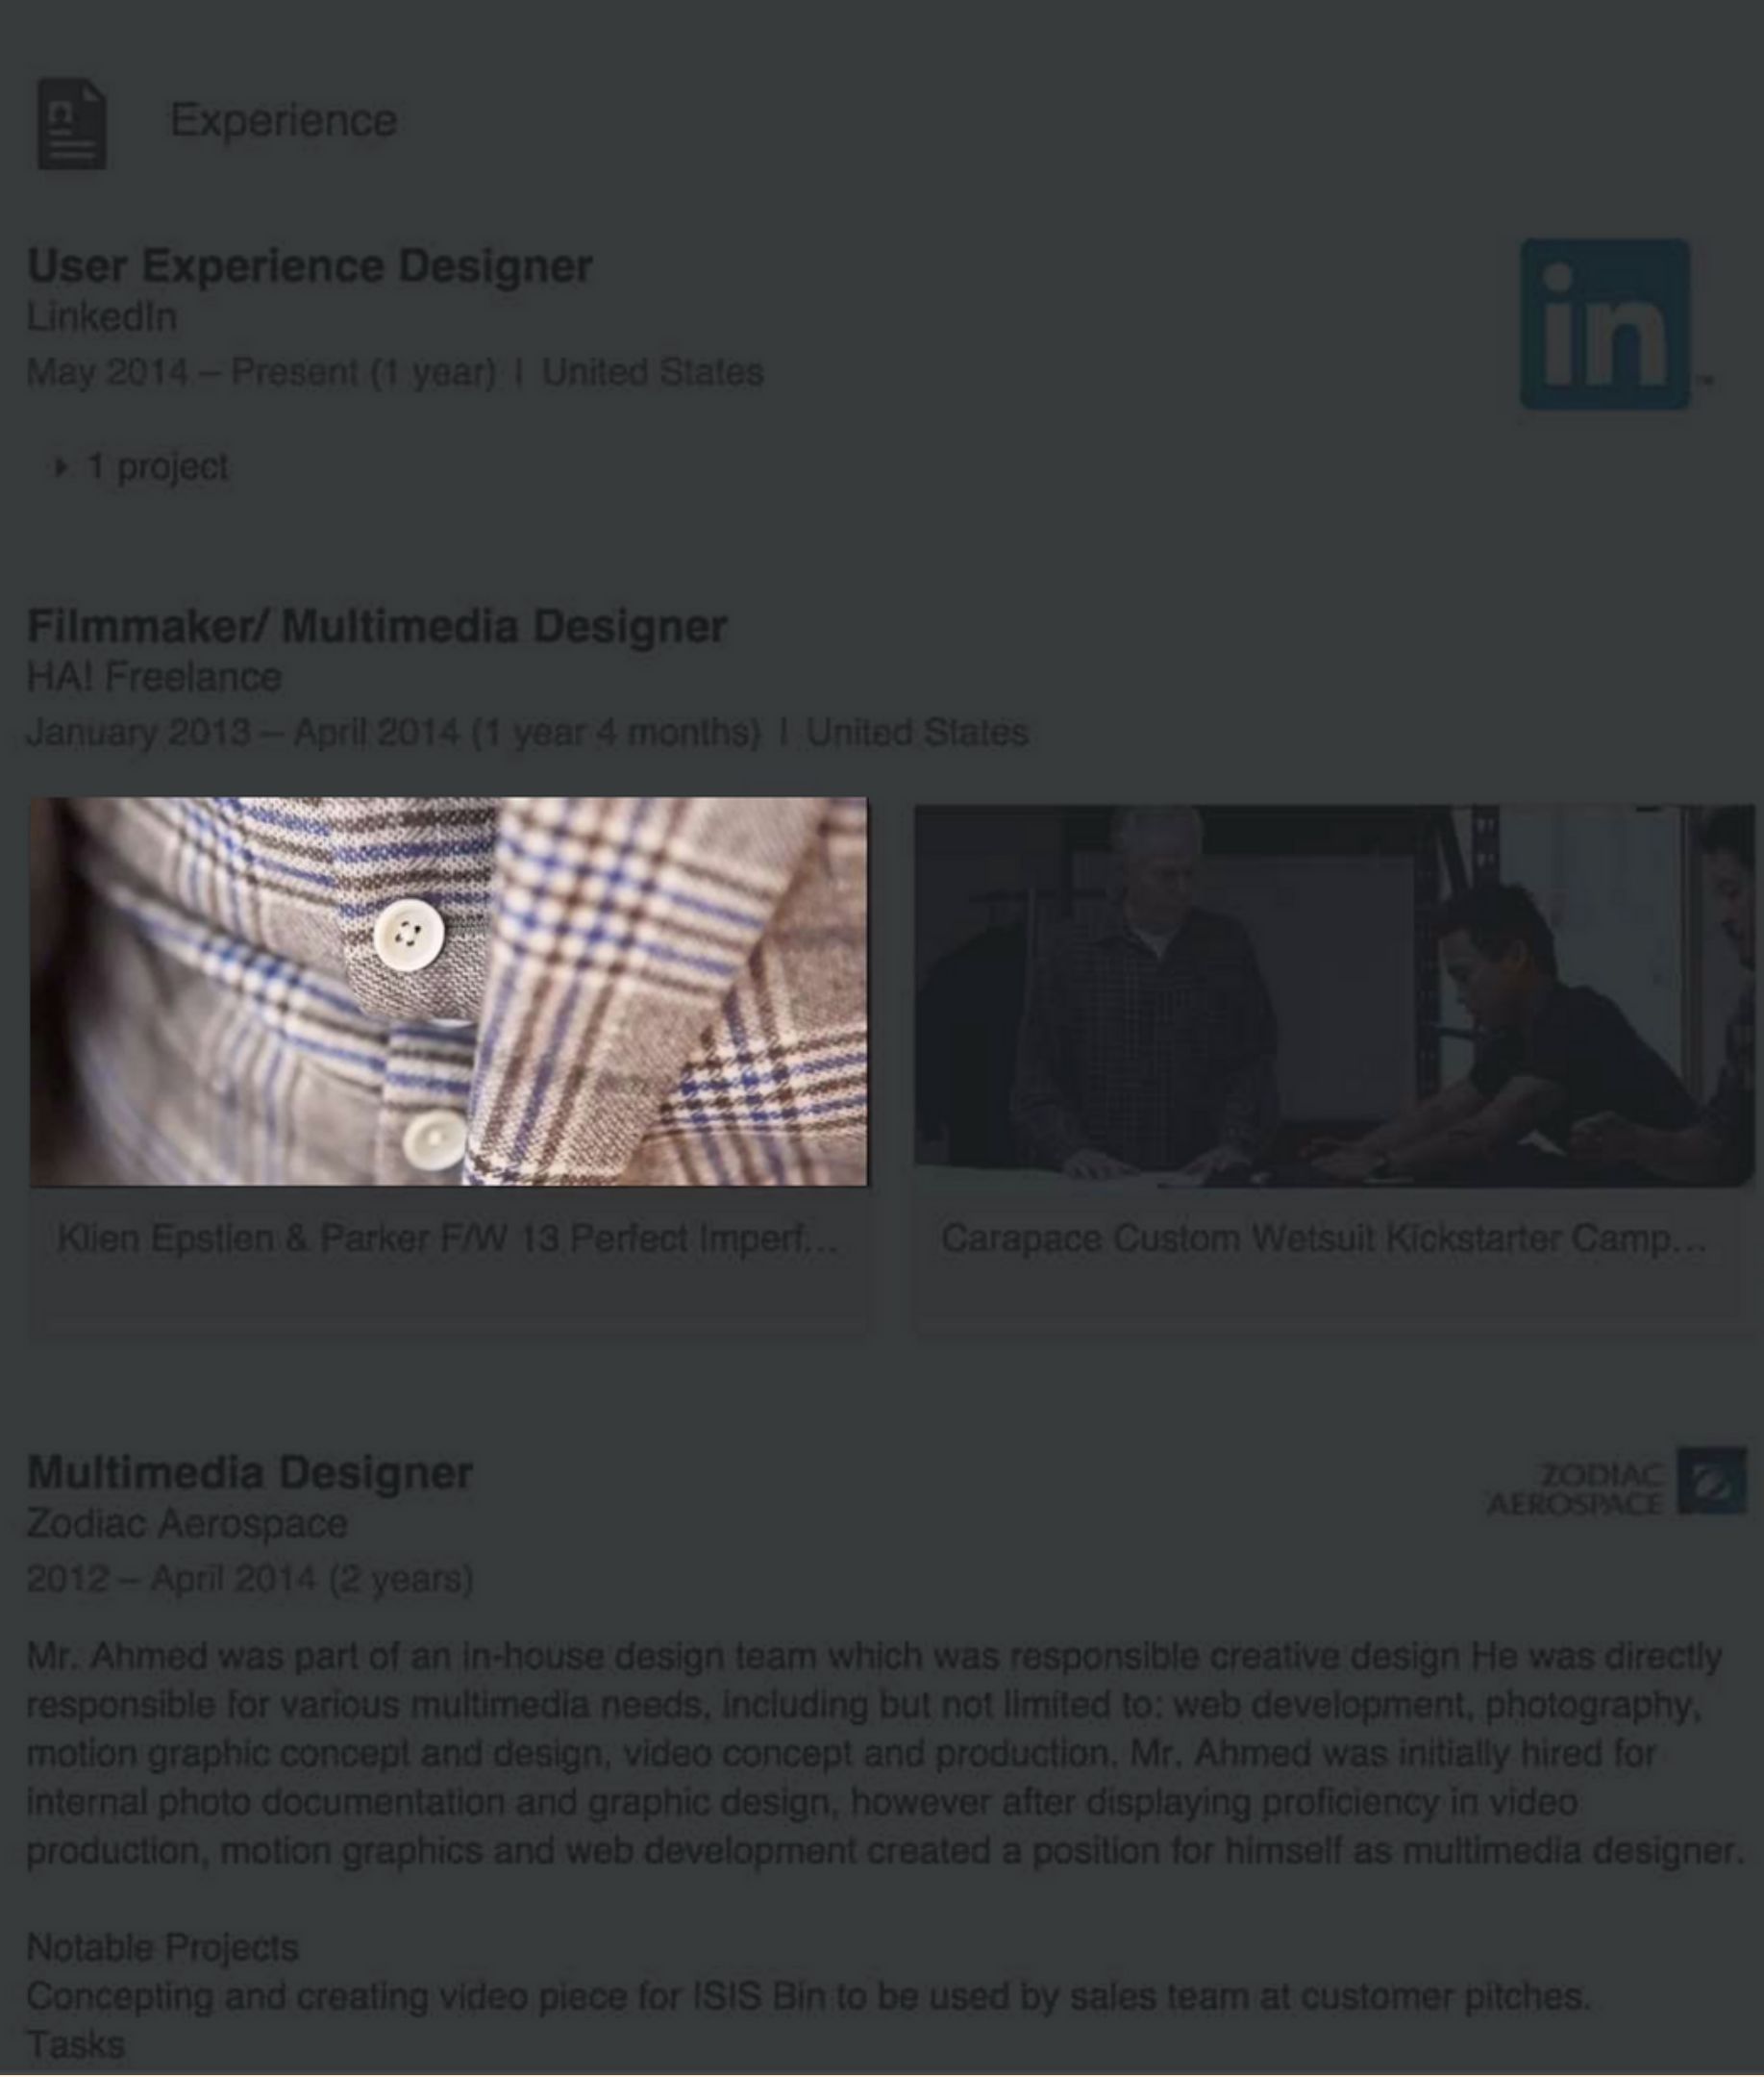 Experience
User Experience Designer
LinkedIn
May 2014 – Present (1 year) | United States
in™
1 project
Filmmaker/ Multimedia Designer
HA! Freelance
January 2013 – April 2014 (1 year 4 months) | United States
Klien Epstien & Parker F/W 13 Perfect Imperf...
Carapace Custom Wetsuit Kickstarter Camp...
Multimedia Designer
Zodiac Aerospace
2012 – April 2014 (2 years)
ZODIAC
AEROSPACE
Mr. Ahmed was part of an in-house design team which was responsible creative design He was directly
responsible for various multimedia needs, including but not limited to: web development, photography,
motion graphic concept and design, video concept and production. Mr. Ahmed was initially hired for
internal photo documentation and graphic design, however after displaying proficiency in video
production, motion graphics and web development created a position for himself as multimedia designer.
Notable Projects
Concepting and creating video piece for ISIS Bin to be used by sales team at customer pitches.
Tasks